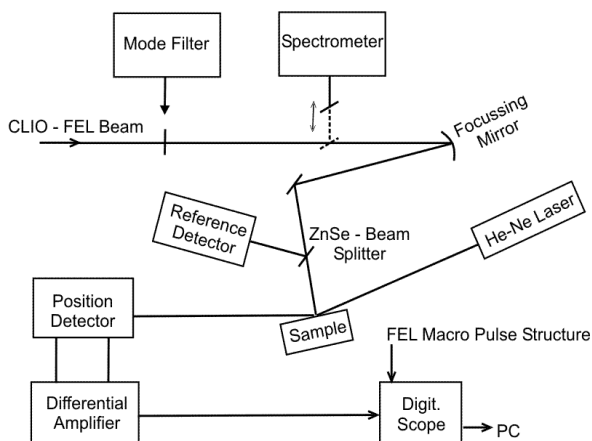 Mode Filter
Spectrometer
CLIO - FEL Beam
Focussing
Mirror
Reference
Detector
ZnSe - Beam
Splitter
He-Ne Laser
Position
Detector
Sample
FEL Macro Pulse Structure
Differential
Amplifier
Digit.
Scope
PC